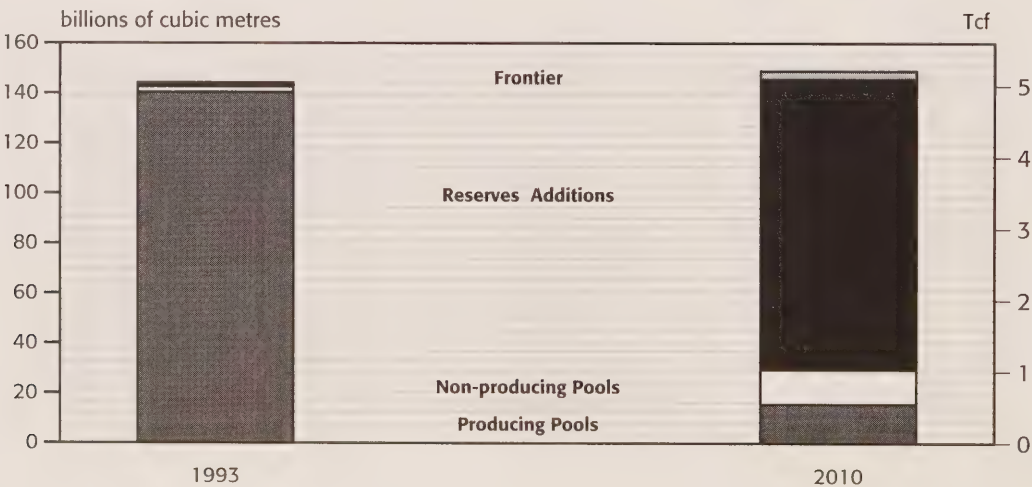 billions of cubic metres
Tcf
160
140
120
100
80
60
40
20
0
Frontier
Reserves Additions
Non-producing Pools
Producing Pools
5
4
3
2
1
0
1993
2010